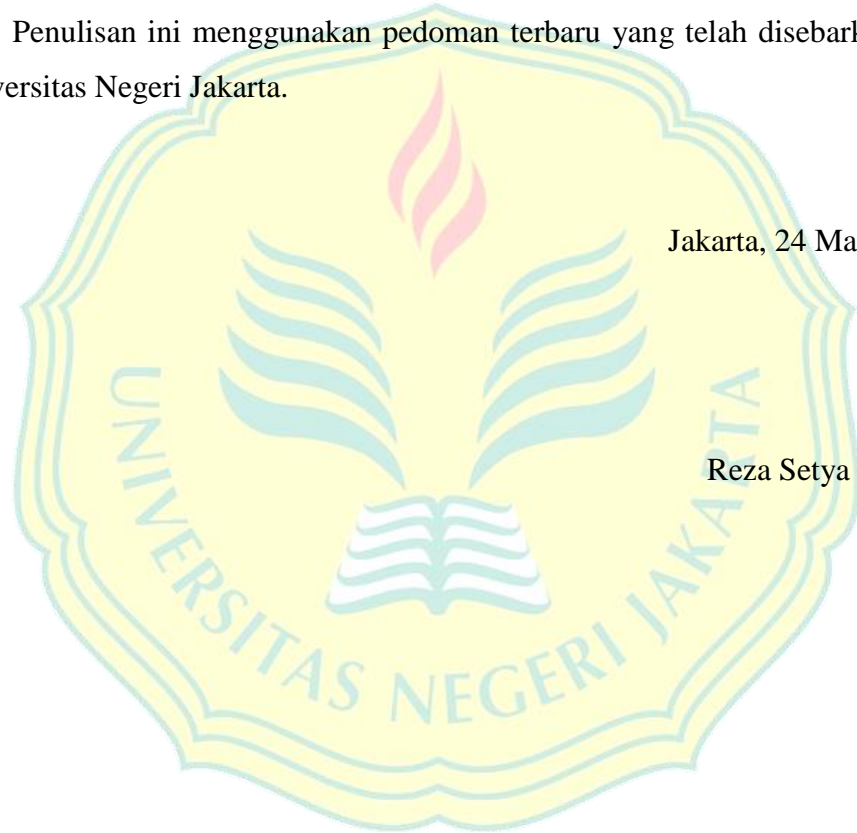 Penulisan ini menggunakan pedoman terbaru yang telah disebark
versitas Negeri Jakarta.
Jakarta, 24 Ma
Reza Setya
UNIVERSITAS NEGERI JAKARTA